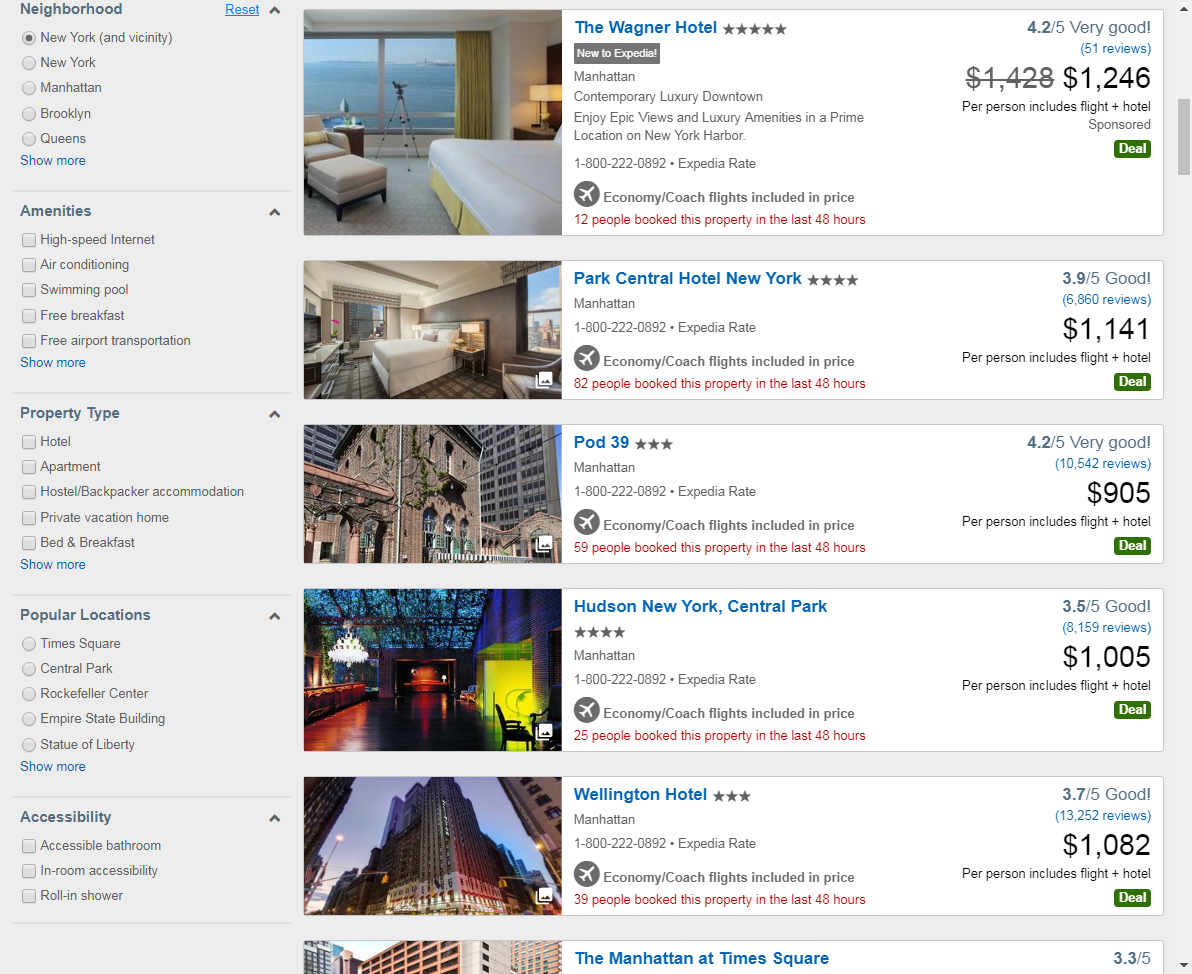 Neighborhood Reset
New York (and vicinity)
New York
Manhattan
Brooklyn
Queens
Show more
Amenities
High-speed Internet
Air conditioning
Swimming pool
Free breakfast
Free airport transportation
Show more
Property Type
Hotel
Apartment
Hostel/Backpacker accommodation
Private vacation home
Bed & Breakfast
Show more
Popular Locations
Times Square
Central Park
Rockefeller Center
Empire State Building
Statue of Liberty
Show more
Accessibility
Accessible bathroom
In-room accessibility
Roll-in shower
The Wagner Hotel
New to Expedia!
Manhattan
Contemporary Luxury Downtown
Enjoy Epic Views and Luxury Amenities in a Prime
Location on New York Harbor.
1-800-222-0892 • Expedia Rate
Economy/Coach flights included in price
12 people booked this property in the last 48 hours
4.2/5 Very good!
(51 reviews)
$1,428 $1,246
Per person includes flight + hotel
Sponsored
Deal
Park Central Hotel New York
Manhattan
1-800-222-0892 • Expedia Rate
Economy/Coach flights included in price
82 people booked this property in the last 48 hours
3.9/5 Good!
(6,860 reviews)
$1,141
Per person includes flight + hotel
Deal
Pod 39
Manhattan
1-800-222-0892 • Expedia Rate
Economy/Coach flights included in price
59 people booked this property in the last 48 hours
4.2/5 Very good!
(10,542 reviews)
$905
Per person includes flight + hotel
Deal
Hudson New York, Central Park
Manhattan
1-800-222-0892 • Expedia Rate
Economy/Coach flights included in price
25 people booked this property in the last 48 hours
3.5/5 Good!
(8,159 reviews)
$1,005
Per person includes flight + hotel
Deal
Wellington Hotel
Manhattan
1-800-222-0892 • Expedia Rate
Economy/Coach flights included in price
39 people booked this property in the last 48 hours
3.7/5 Good!
(13,252 reviews)
$1,082
Per person includes flight + hotel
Deal
The Manhattan at Times Square
3.3/5